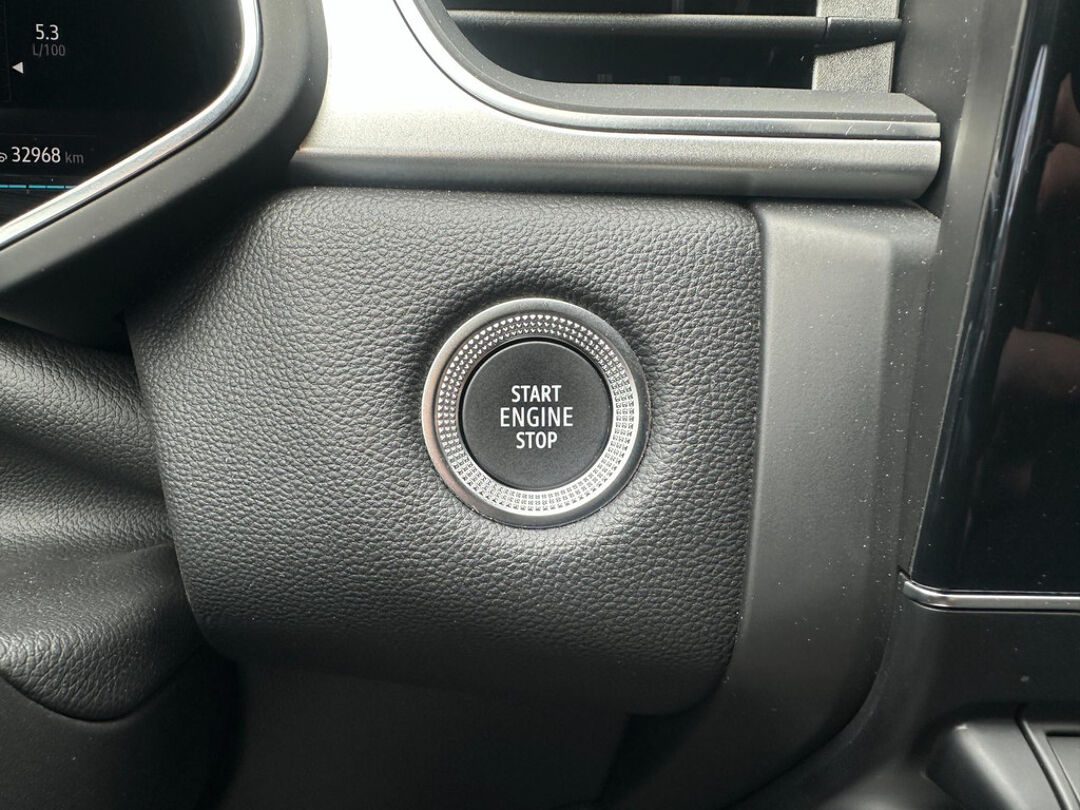 5.3
L/100
32968 km
START
ENGINE
STOP